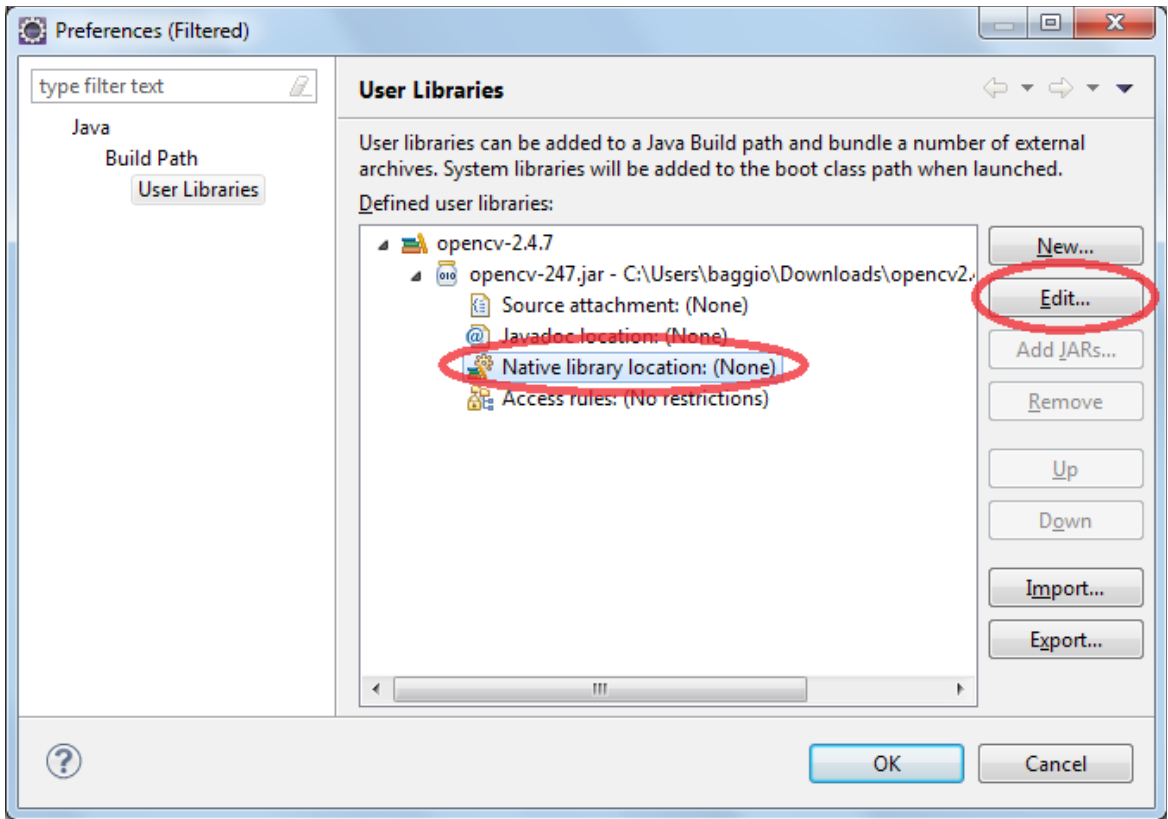 Preferences (Filtered)
type filter text
Java
Build Path
User Libraries
User Libraries
User libraries can be added to a Java Build path and bundle a number of external
archives. System libraries will be added to the boot class path when launched.
Defined user libraries:
opencv-2.4.7
opencv-247.jar - C:\Users\baggio\Downloads\opencv2.
Source attachment: (None)
Javadoc location: (None)
Native library location: (None)
Access rules: (No restrictions)
New...
Edit...
Add JARs...
Remove
Up
Down
Import...
Export...
OK
Cancel